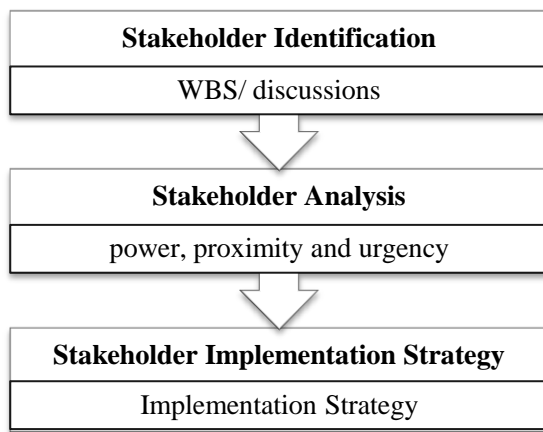 Stakeholder Identification
WBS/ discussions
Stakeholder Analysis
power, proximity and urgency
Stakeholder Implementation Strategy
Implementation Strategy